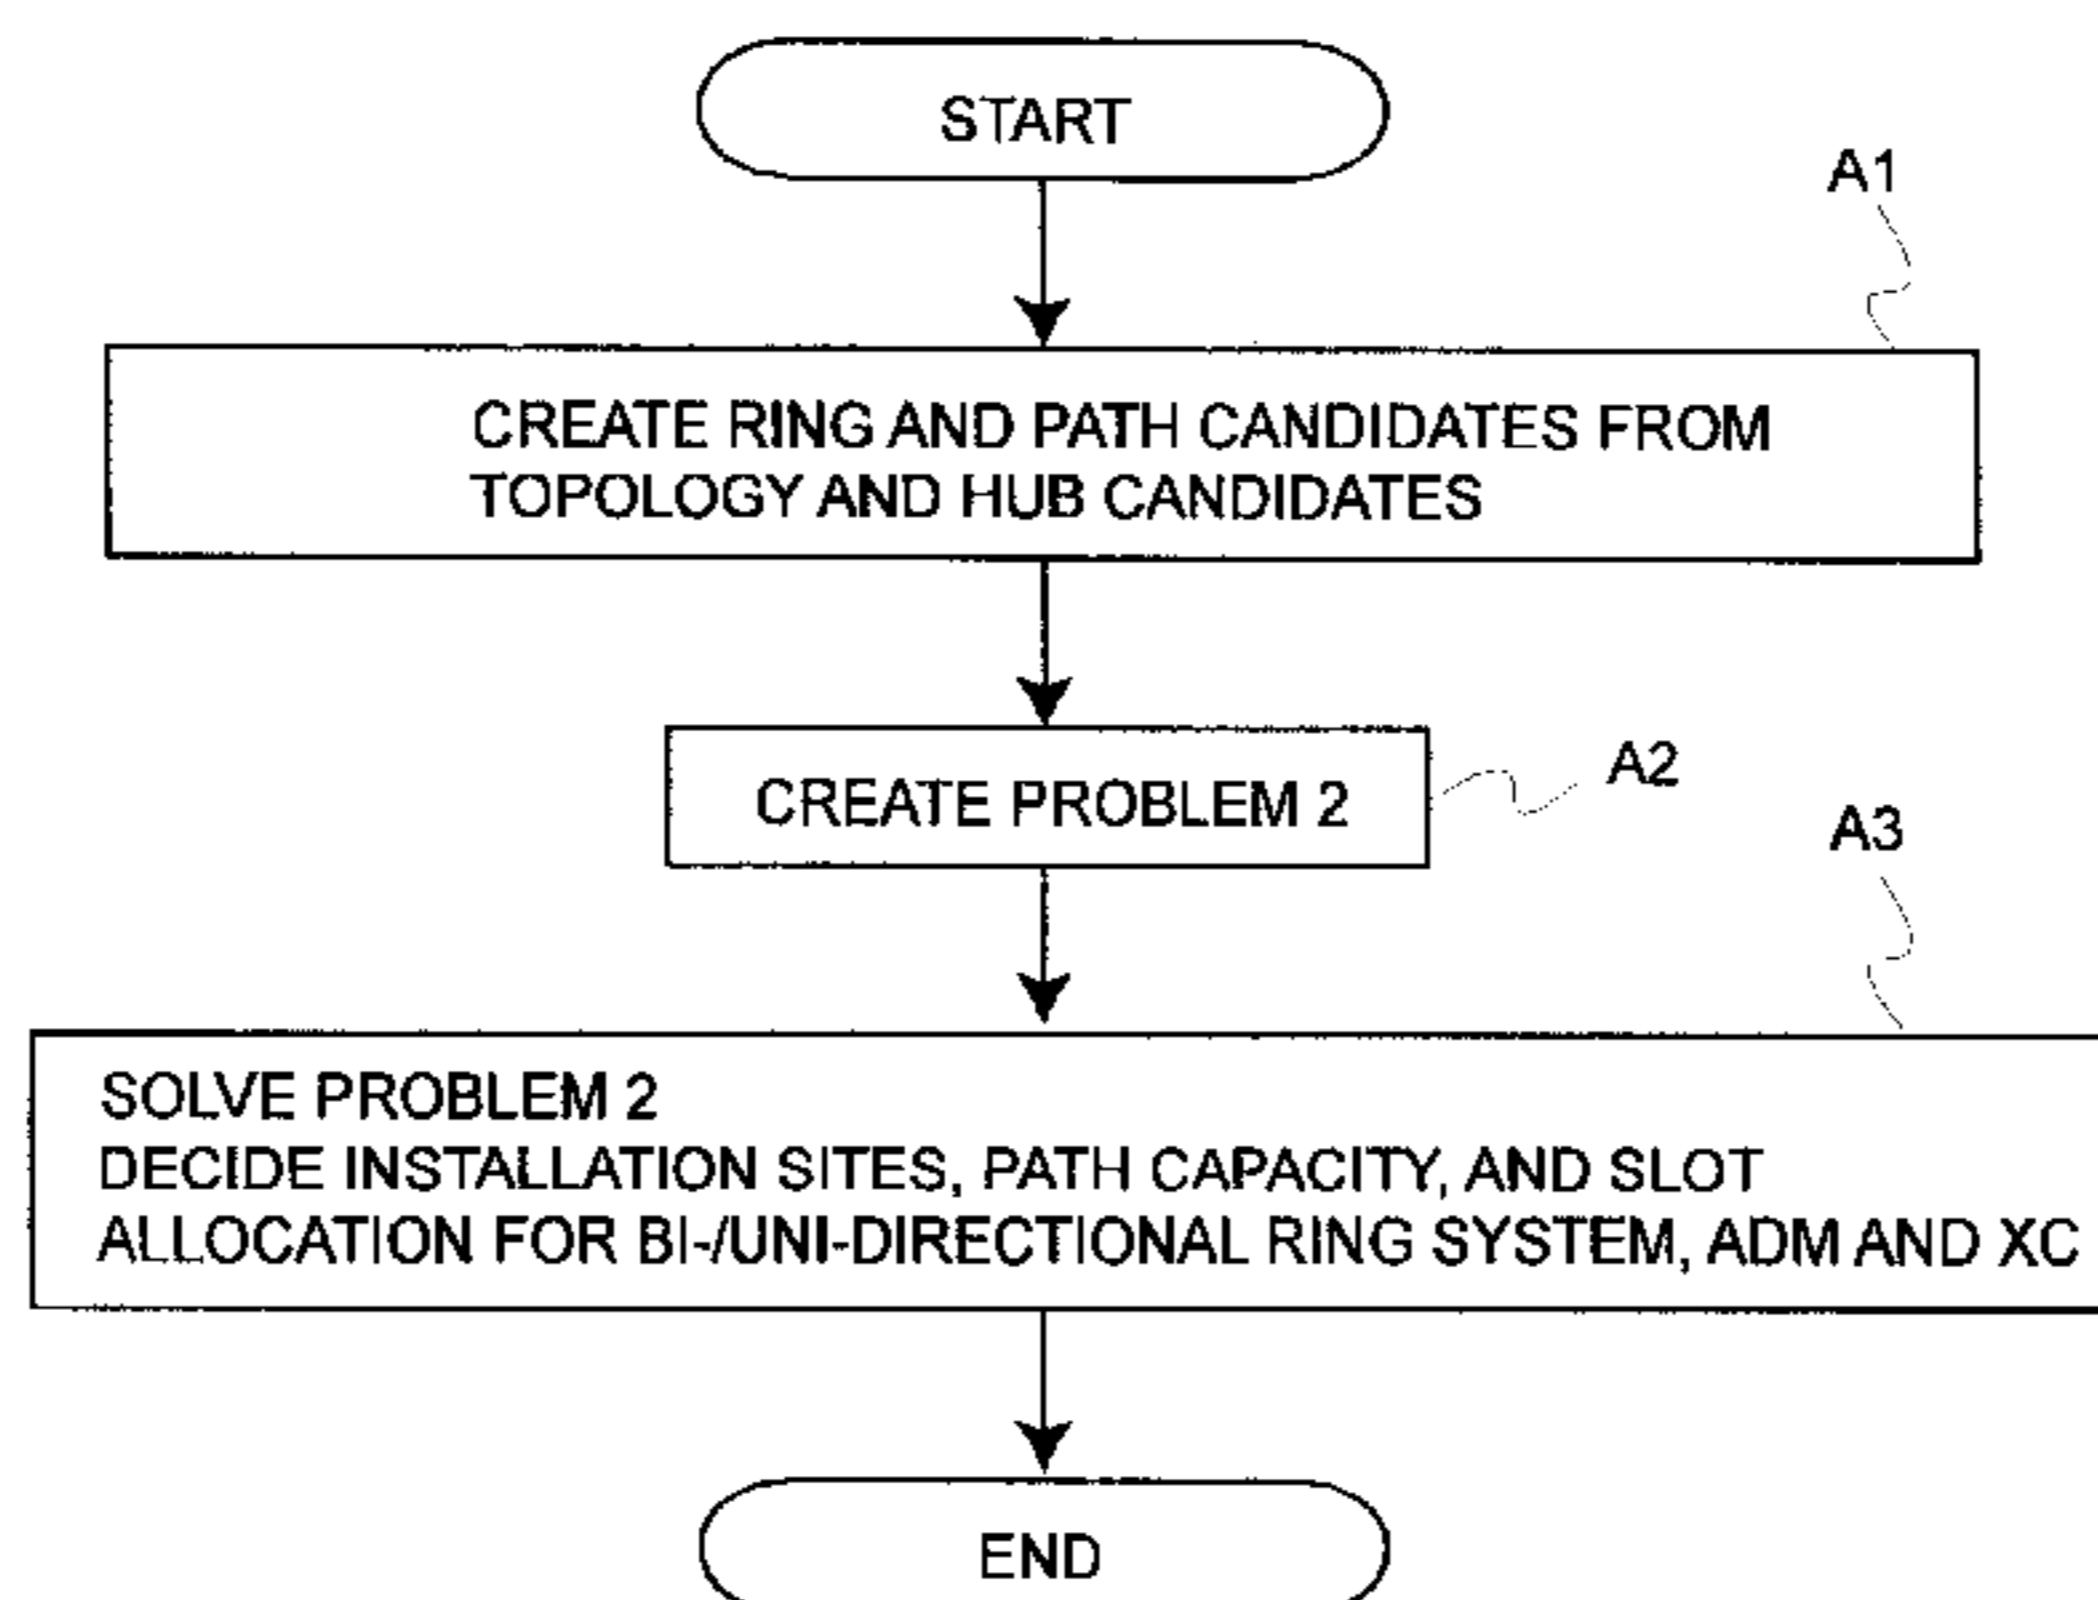 START
A1
CREATE RING AND PATH CANDIDATES FROM
TOPOLOGY AND HUB CANDIDATES
CREATE PROBLEM 2
A2
A3
SOLVE PROBLEM 2
DECIDE INSTALLATION SITES, PATH CAPACITY, AND SLOT
ALLOCATION FOR BI-/UNI-DIRECTIONAL RING SYSTEM, ADM AND XC
END